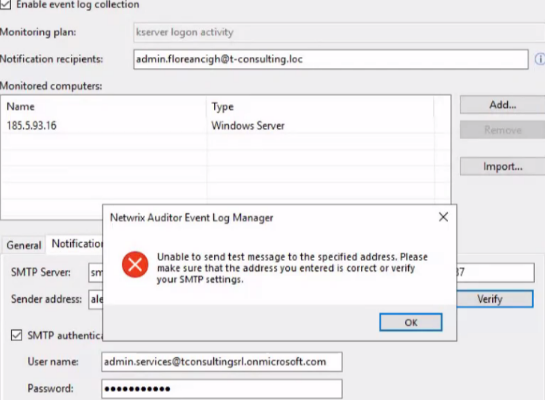 Enable event log collection
Monitoring plan: kserver logon activity
Notification recipients: admin.floreancigh@t-consulting.loc
Monitored computers:
Name Type Add...
185.5.93.16 Windows Server
Remove
Import...
Netwrix Auditor Event Log Manager
Unable to send test message to the specified address. Please
make sure that the address you entered is correct or verify
your SMTP settings.
OK
General Notification
SMTP Server: sm 37
Sender address: ale Verify
SMTP authentica
User name: admin.services@tconsultingsrl.onmicrosoft.com
Password: